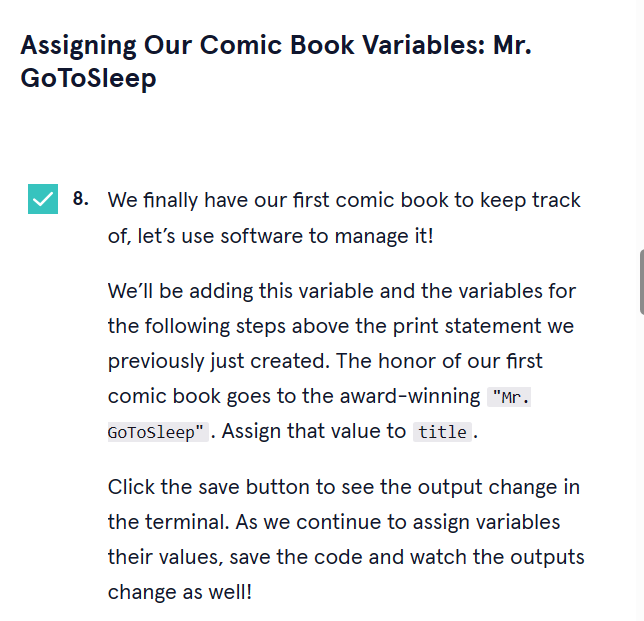 Assigning Our Comic Book Variables: Mr.
GoToSleep
8. We finally have our first comic book to keep track
of, let’s use software to manage it!
We’ll be adding this variable and the variables for
the following steps above the print statement we
previously just created. The honor of our first
comic book goes to the award-winning "Mr.
GoToSleep" . Assign that value to title .
Click the save button to see the output change in
the terminal. As we continue to assign variables
their values, save the code and watch the outputs
change as well!